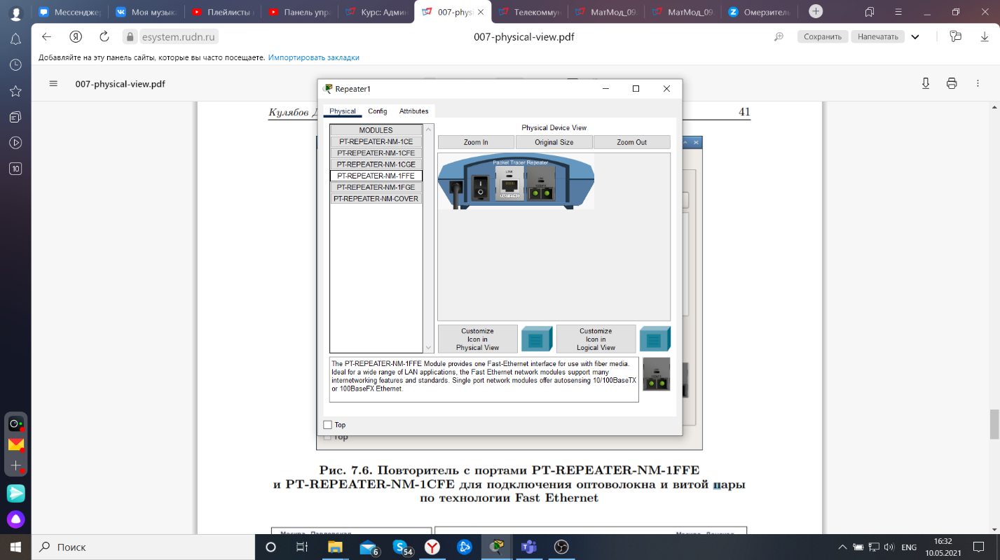 Мессенджер
Моя музыка
Плейлисты
Панель упра
Курс: Админ
007-physi
Телекоммун
МатМод_09.
МатМод_09.
Омерзитель
esystem.rudn.ru
007-physical-view.pdf
Сохранить
Напечатать
Добавляйте на эту панель сайты, которые вы часто посещаете. Импортировать закладки
007-physical-view.pdf
Кулябов Д
41
Repeater1
Physical
Config
Attributes
MODULES
PT-REPEATER-NM-1CE
PT-REPEATER-NM-1CFE
PT-REPEATER-NM-1CGE
PT-REPEATER-NM-1FFE
PT-REPEATER-NM-1FGE
PT-REPEATER-NM-COVER
Physical Device View
Zoom In
Original Size
Zoom Out
Packet Tracer Repeater
LINK
Customize
Icon in
Physical View
Customize
Icon in
Logical View
The PT-REPEATER-NM-1FFE Module provides one Fast-Ethernet interface for use with fiber media.
Ideal for a wide range of LAN applications, the Fast Ethernet network modules support many
internetworking features and standards. Single port network modules offer autosensing 10/100BaseTX
or 100BaseFX Ethernet.
Top
Top
Рис. 7.6. Повторитель с портами PT-REPEATER-NM-1FFE
и PT-REPEATER-NM-1CFE для подключения оптоволокна и витой пары
по технологии Fast Ethernet
10
Поиск
6
54
ENG
16:32
10.05.2021